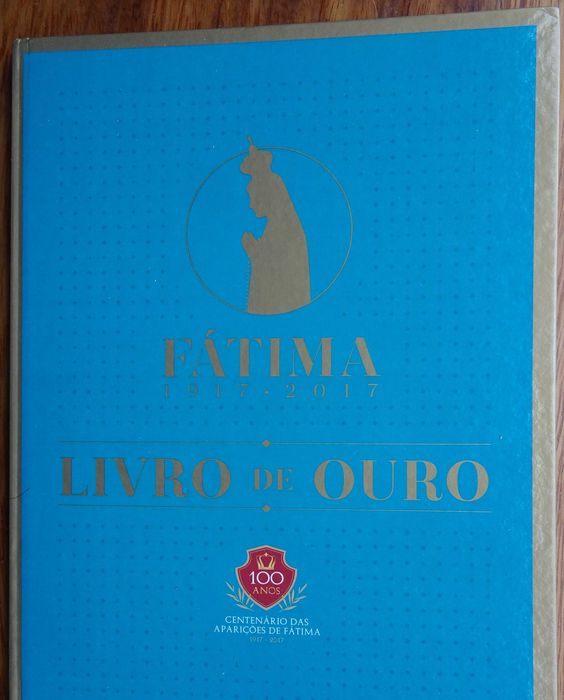 FÁTIMA
1917 · 2017
LIVRO DE OURO
100
ANOS
CENTENÁRIO DAS
APARIÇÕES DE FÁTIMA
1917 · 2017